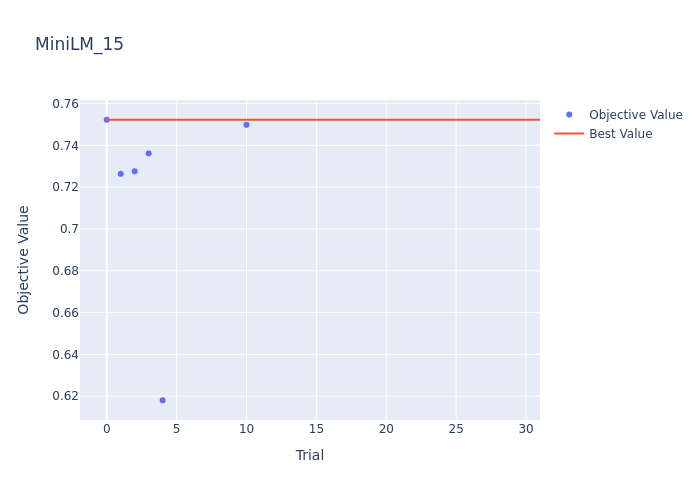 MiniLM_15
Objective Value
Best Value
0.76
0.74
0.72
0.7
0.68
0.66
0.64
0.62
Objective Value
0 5 10 15 20 25 30
Trial